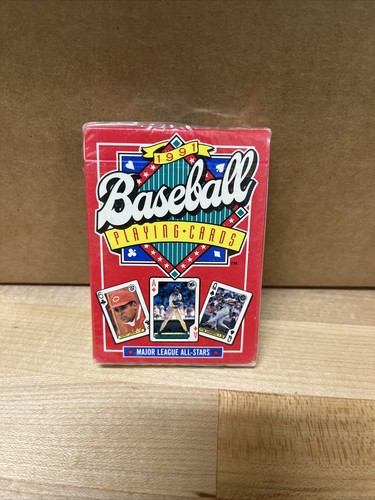 1991
Baseball
PLAYING • CARDS
A
MAJOR LEAGUE ALL-STARS